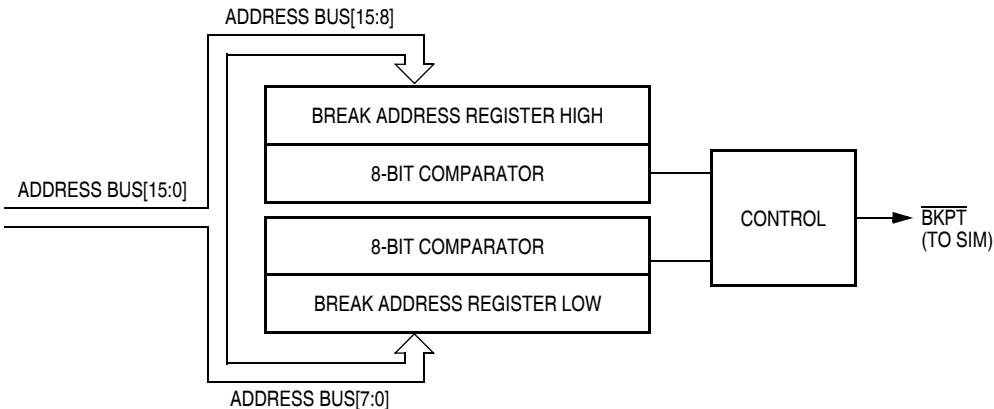 ADDRESS BUS[15:8]
BREAK ADDRESS REGISTER HIGH
8-BIT COMPARATOR
ADDRESS BUS[15:0]
CONTROL
BKPT
(TO SIM)
8-BIT COMPARATOR
BREAK ADDRESS REGISTER LOW
ADDRESS BUS[7:0]